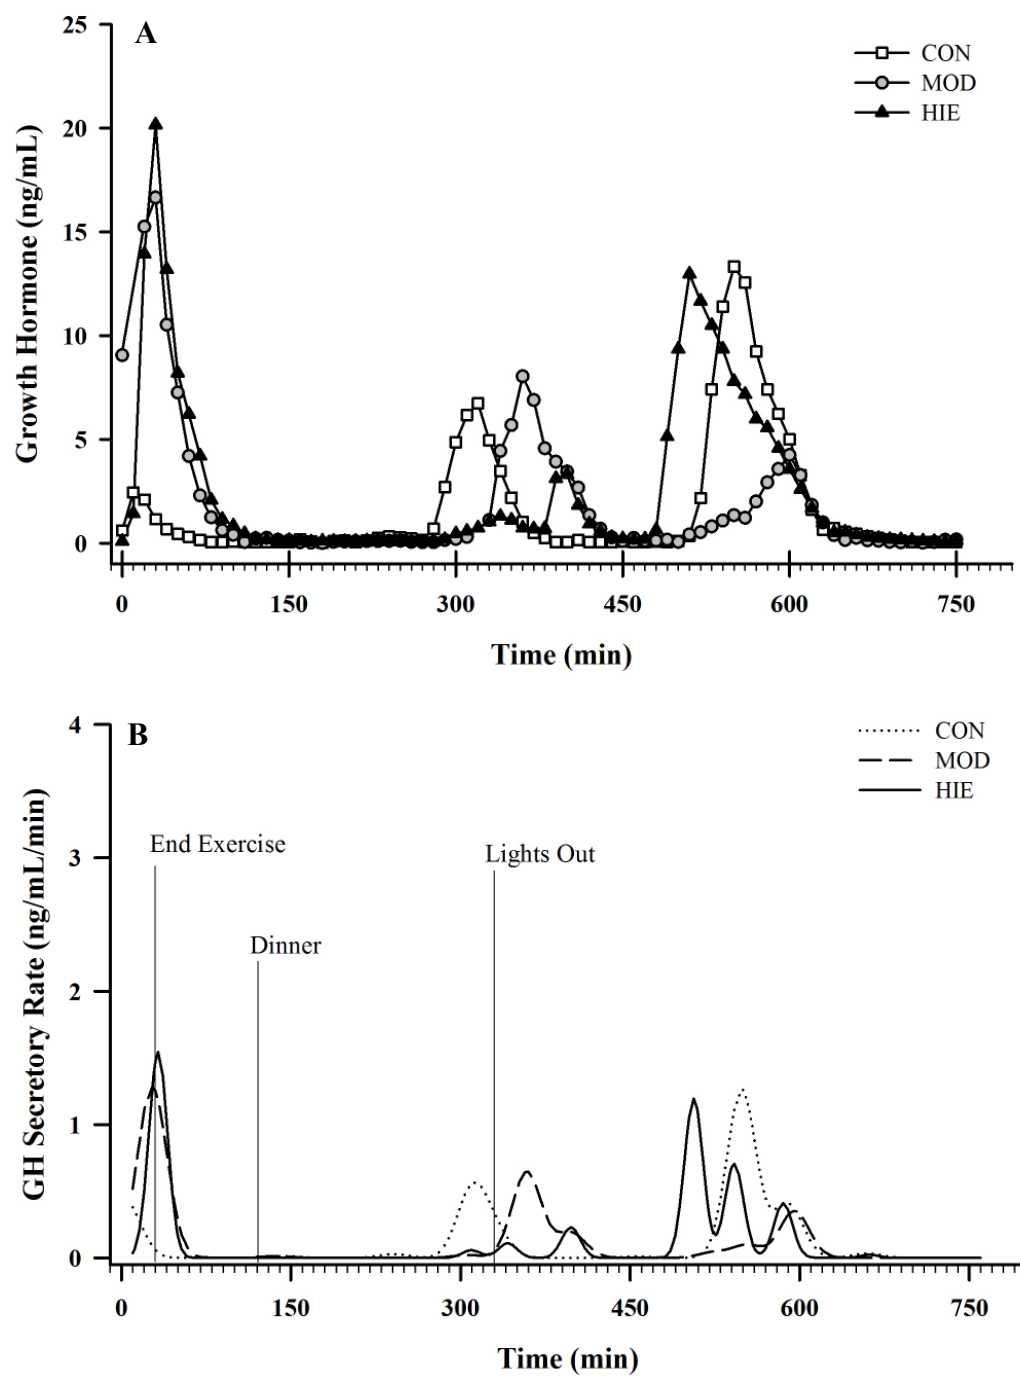 A
CON
MOD
HIE
25
20
15
10
5
0
Growth Hormone (ng/mL)
0 150 300 450 600 750
Time (min)
B
CON
MOD
HIE
4
3
2
1
0
GH Secretory Rate (ng/mL/min)
End Exercise
Lights Out
Dinner
0 150 300 450 600 750
Time (min)